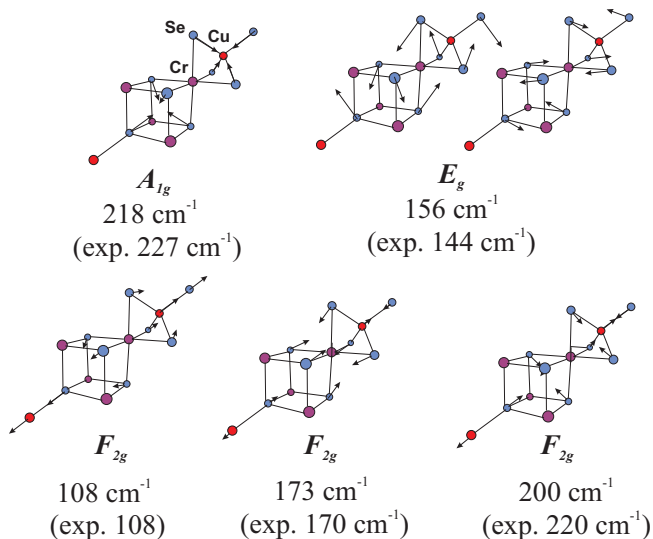 Se
Cu
Cr
A₁g
218 cm⁻¹
(exp. 227 cm⁻¹)
E_g
156 cm⁻¹
(exp. 144 cm⁻¹)
F₂g F₂g F₂g
108 cm⁻¹ 173 cm⁻¹ 200 cm⁻¹
(exp. 108) (exp. 170 cm⁻¹) (exp. 220 cm⁻¹)